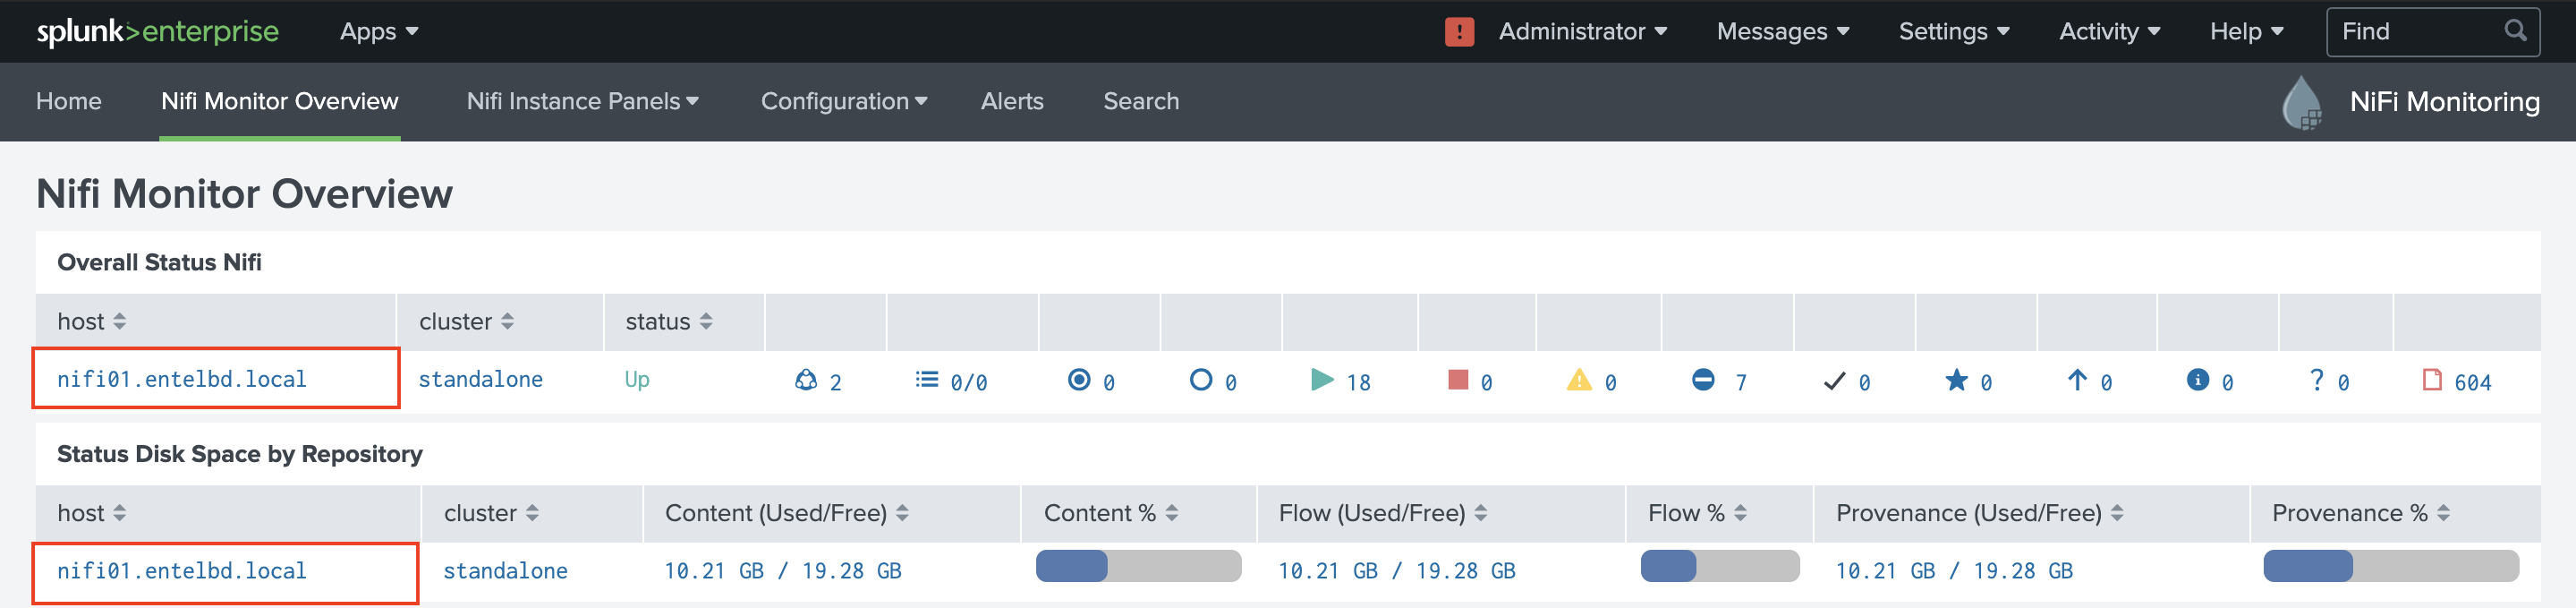 splunk>enterprise Apps ! Administrator Messages Settings Activity Help Find
Home Nifi Monitor Overview Nifi Instance Panels Configuration Alerts Search NiFi Monitoring
Nifi Monitor Overview
Overall Status Nifi
host cluster status
nifi01.entelbd.local standalone Up 2 0/0 0 0 18 0 0 7 0 0 0 i 0 ? 0 604
Status Disk Space by Repository
host cluster Content (Used/Free) Content % Flow (Used/Free) Flow % Provenance (Used/Free) Provenance %
nifi01.entelbd.local standalone 10.21 GB / 19.28 GB 10.21 GB / 19.28 GB 10.21 GB / 19.28 GB